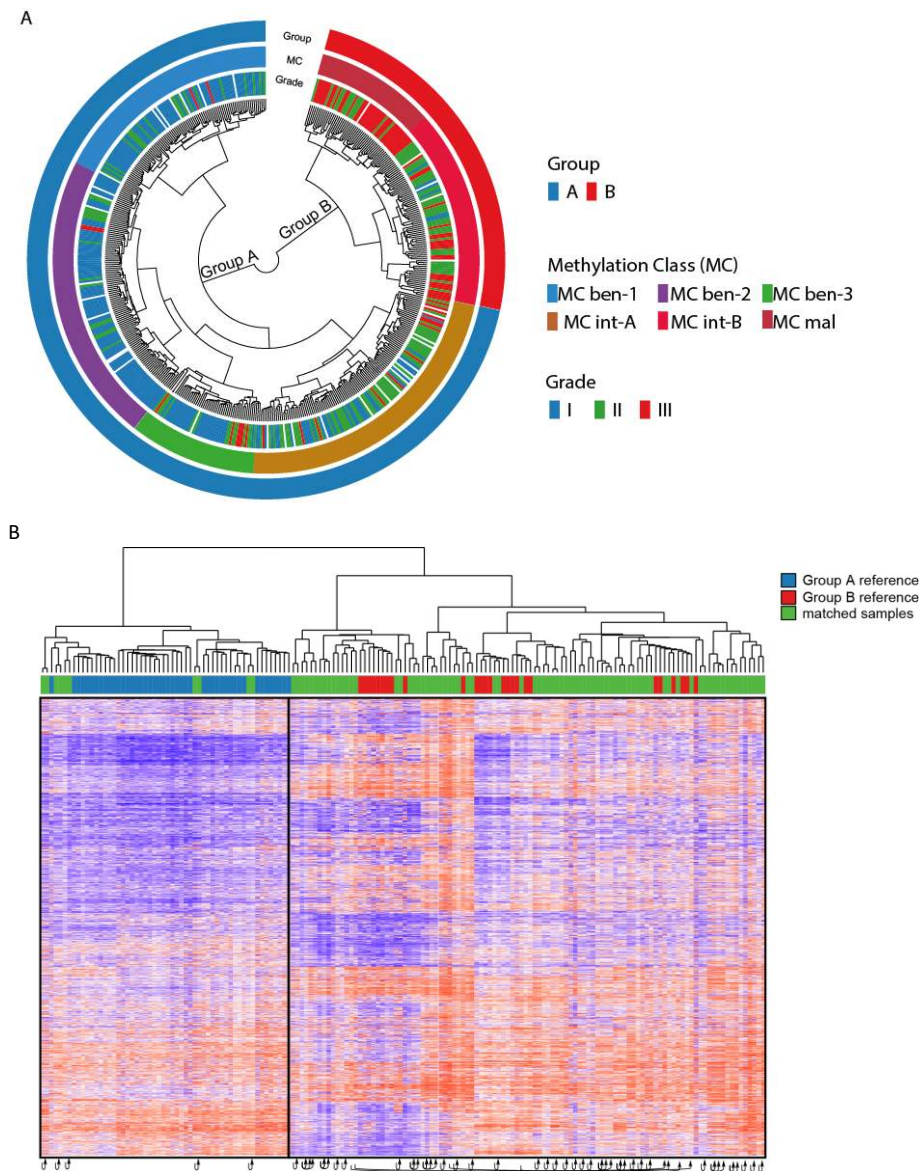 A
Group
MC
Grade
Group A
Group B
Group
A B
Methylation Class (MC)
MC ben-1 MC ben-2 MC ben-3
MC int-A MC int-B MC mal
Grade
I II III
B
Group A reference
Group B reference
matched samples